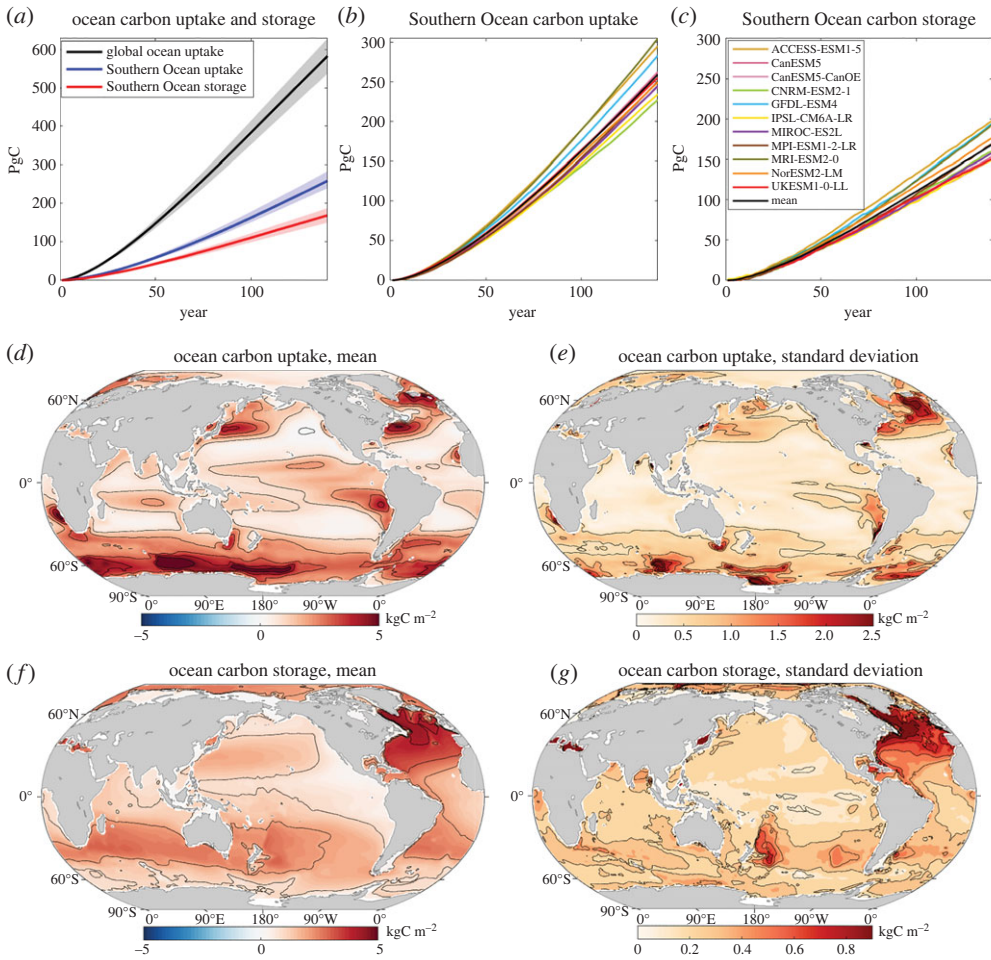 (a) ocean carbon uptake and storage
600
500
400
300
200
100
0
PgC
global ocean uptake
Southern Ocean uptake
Southern Ocean storage
0 50 100
year
(b) Southern Ocean carbon uptake
300
250
200
150
100
50
0
PgC
0 50 100
year
(c) Southern Ocean carbon storage
300
250
200
150
100
50
0
PgC
ACCESS-ESM1-5
CanESM5
CanESM5-CanOE
CNRM-ESM2-1
GFDL-ESM4
IPSL-CM6A-LR
MIROC-ES2L
MPI-ESM1-2-LR
MRI-ESM2-0
NorESM2-LM
UKESM1-0-LL
mean
0 50 100
year
(d) ocean carbon uptake, mean
60°N
0°
60°S
90°S
0° 90°E 180° 90°W 0°
kgC m−2
−5 0 5
(e) ocean carbon uptake, standard deviation
60°N
0°
60°S
90°S
0° 90°E 180° 90°W 0°
kgC m−2
0 0.5 1.0 1.5 2.0 2.5
(f) ocean carbon storage, mean
60°N
0°
60°S
90°S
0° 90°E 180° 90°W 0°
kgC m−2
−5 0 5
(g) ocean carbon storage, standard deviation
60°N
0°
60°S
90°S
0° 90°E 180° 90°W 0°
kgC m−2
0 0.2 0.4 0.6 0.8